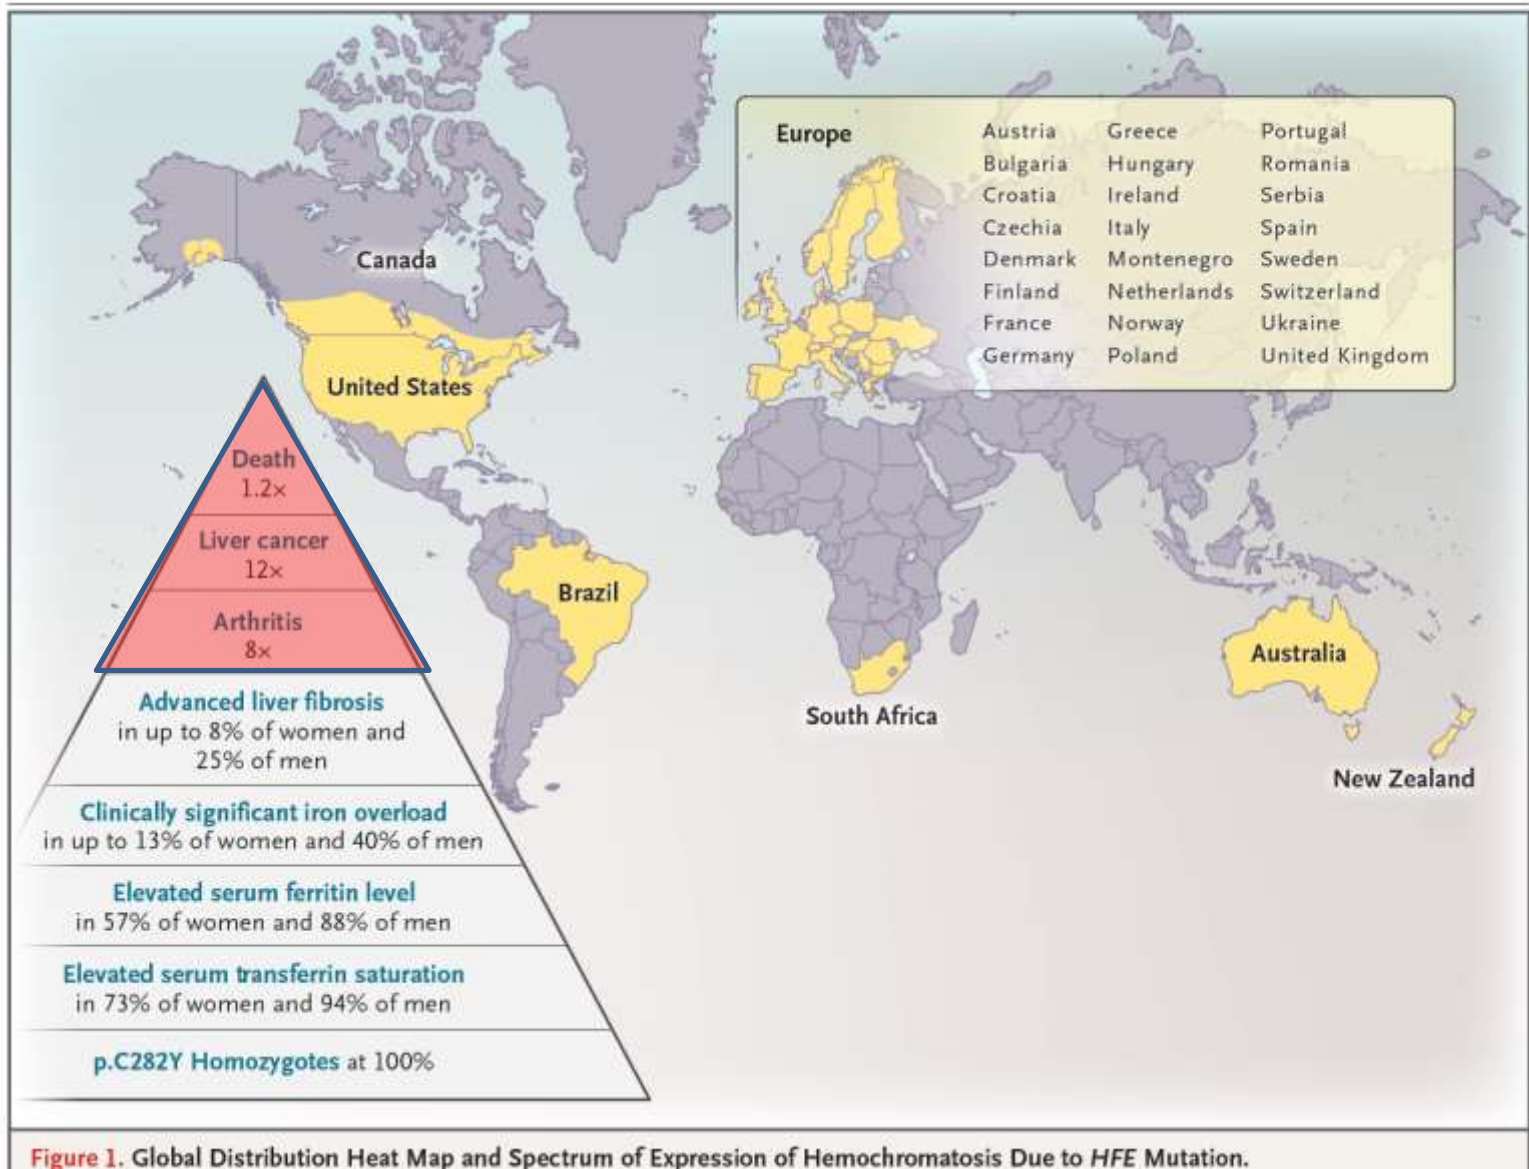 Europe
Austria
Bulgaria
Croatia
Czechia
Denmark
Finland
France
Germany
Greece
Hungary
Ireland
Italy
Montenegro
Netherlands
Norway
Poland
Portugal
Romania
Serbia
Spain
Sweden
Switzerland
Ukraine
United Kingdom
Canada
United States
Brazil
South Africa
Australia
New Zealand
Death
1.2×
Liver cancer
12×
Arthritis
8×
Advanced liver fibrosis
in up to 8% of women and
25% of men
Clinically significant iron overload
in up to 13% of women and 40% of men
Elevated serum ferritin level
in 57% of women and 88% of men
Elevated serum transferrin saturation
in 73% of women and 94% of men
p.C282Y Homozygotes at 100%
Figure 1. Global Distribution Heat Map and Spectrum of Expression of Hemochromatosis Due to HFE Mutation.